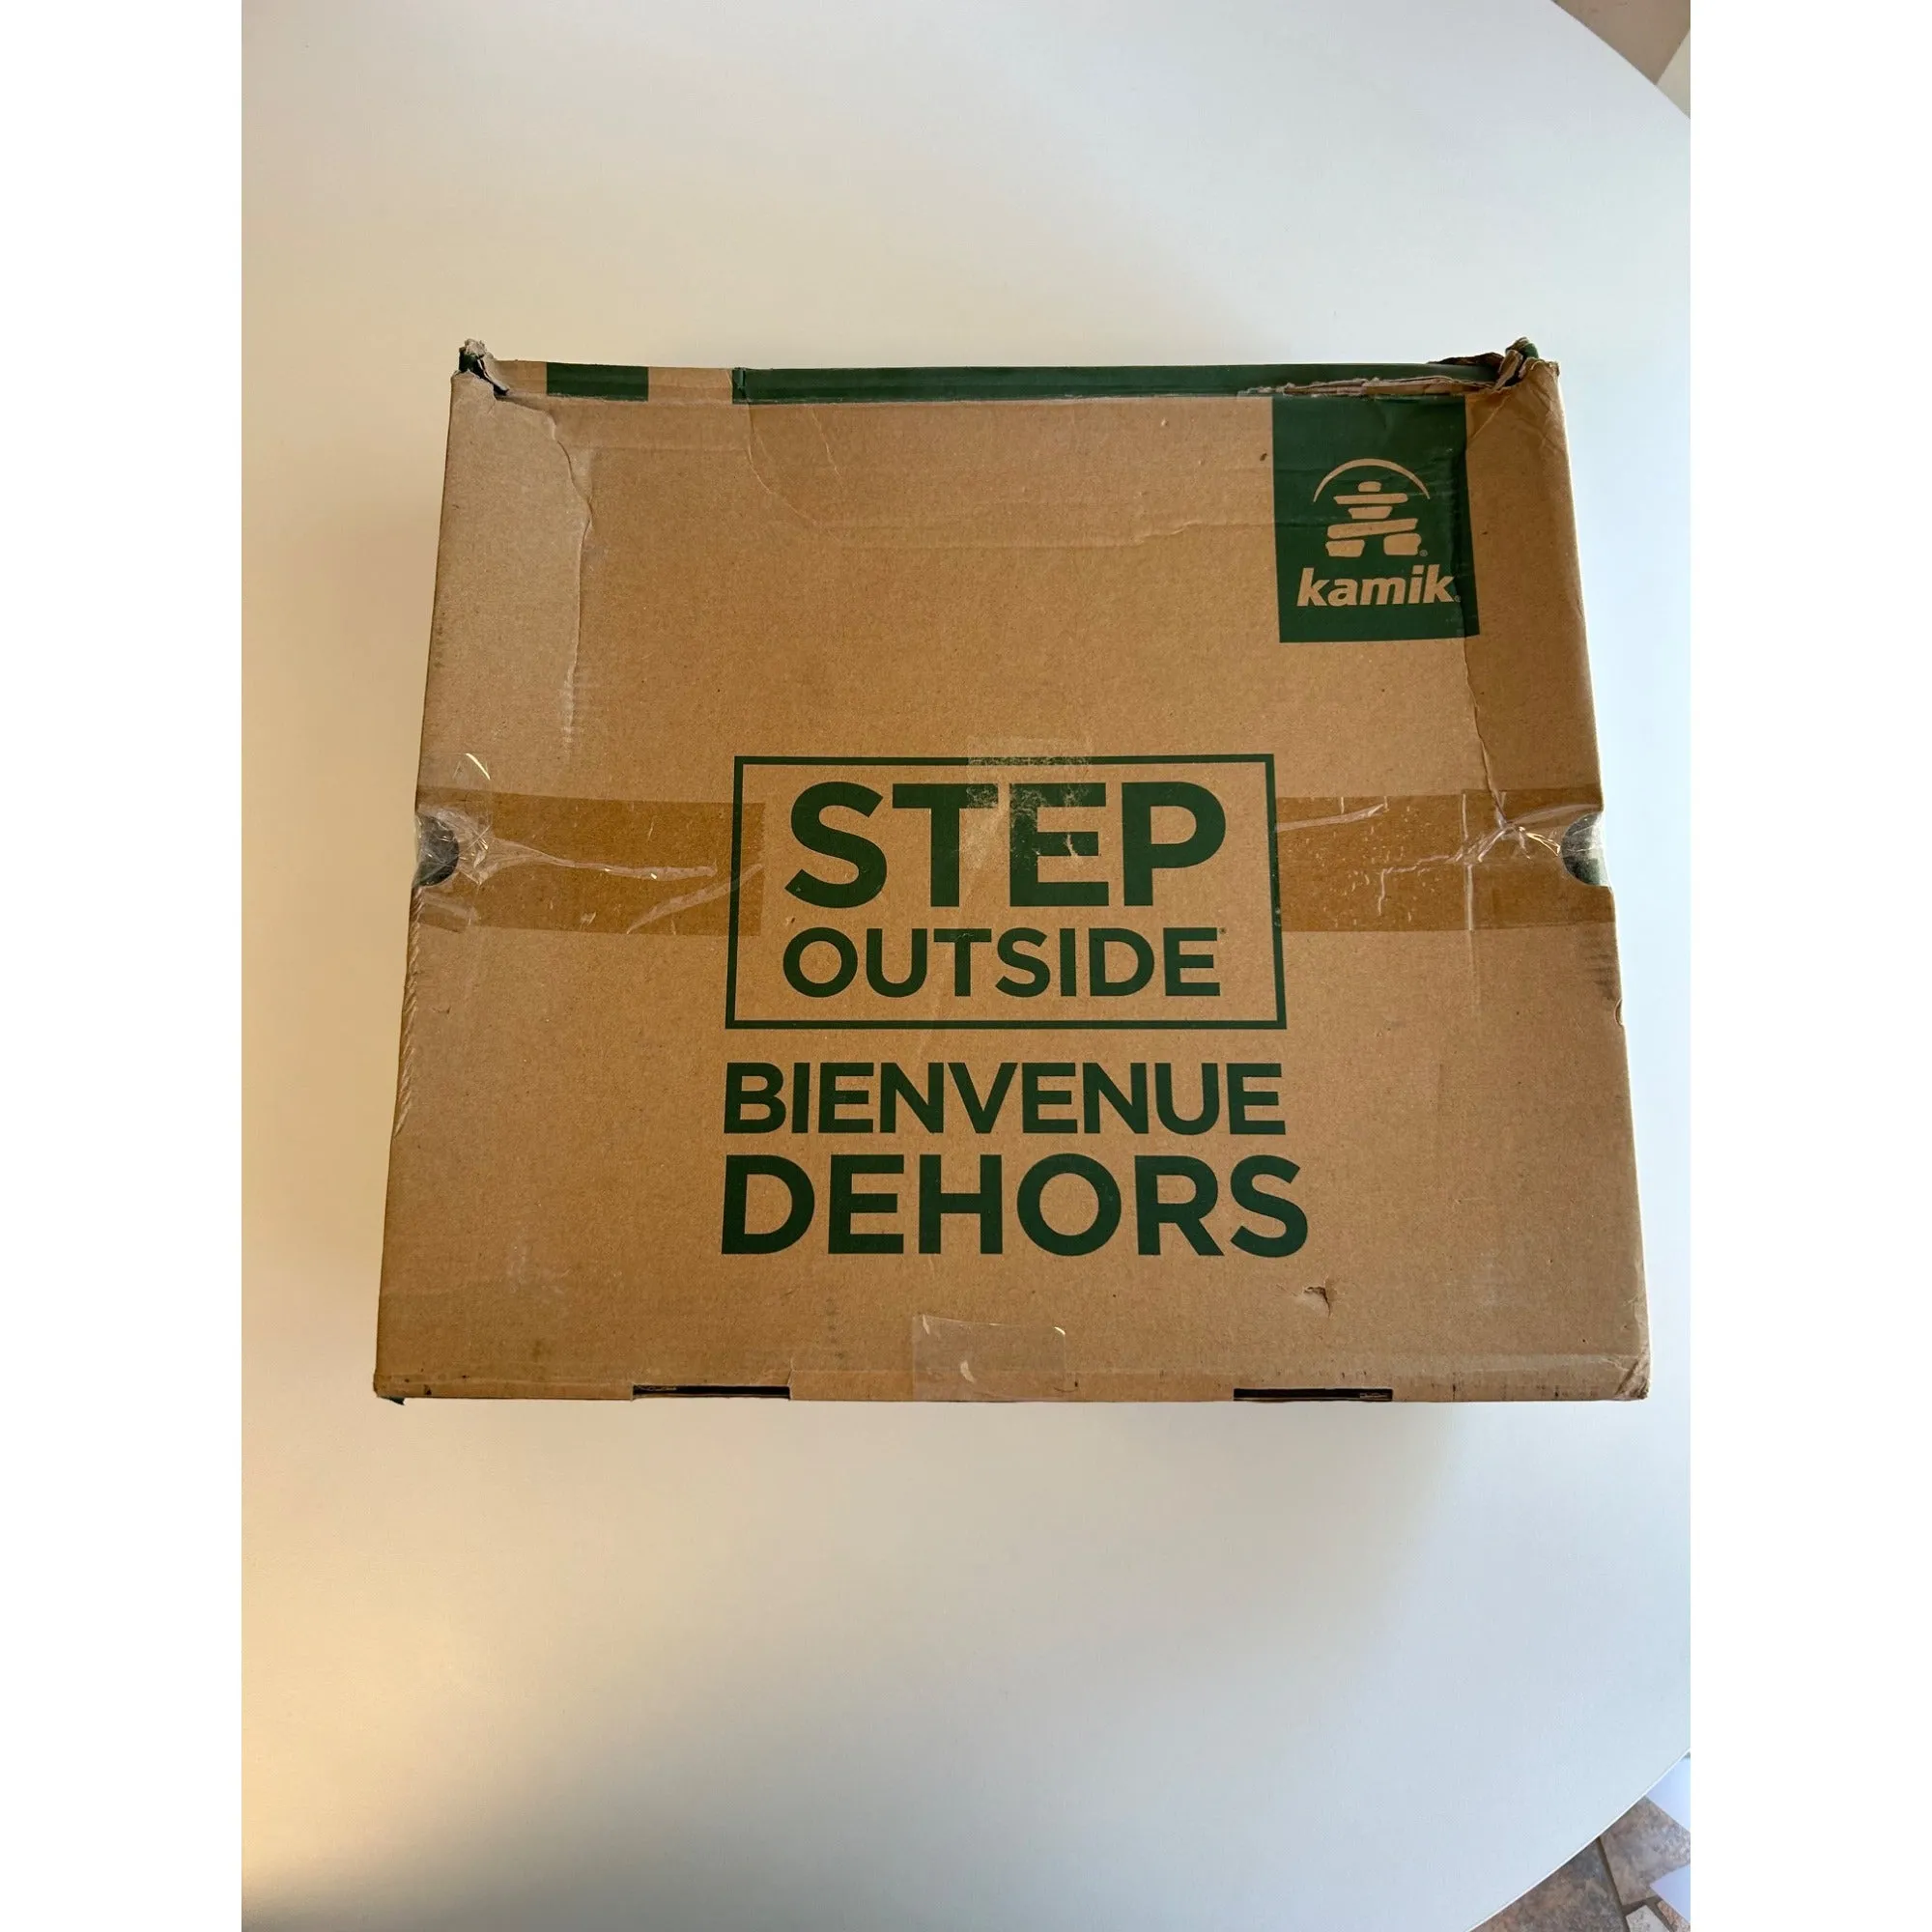 kamik
STEP
OUTSIDE
BIENVENUE
DEHORS